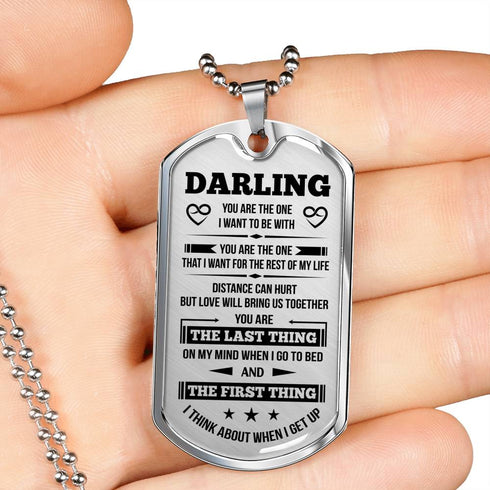 DARLING
YOU ARE THE ONE
I WANT TO BE WITH
YOU ARE THE ONE
THAT I WANT FOR THE REST OF MY LIFE
DISTANCE CAN HURT
BUT LOVE WILL BRING US TOGETHER
YOU ARE
THE LAST THING
ON MY MIND WHEN I GO TO BED
AND
THE FIRST THING
I THINK ABOUT WHEN I GET UP